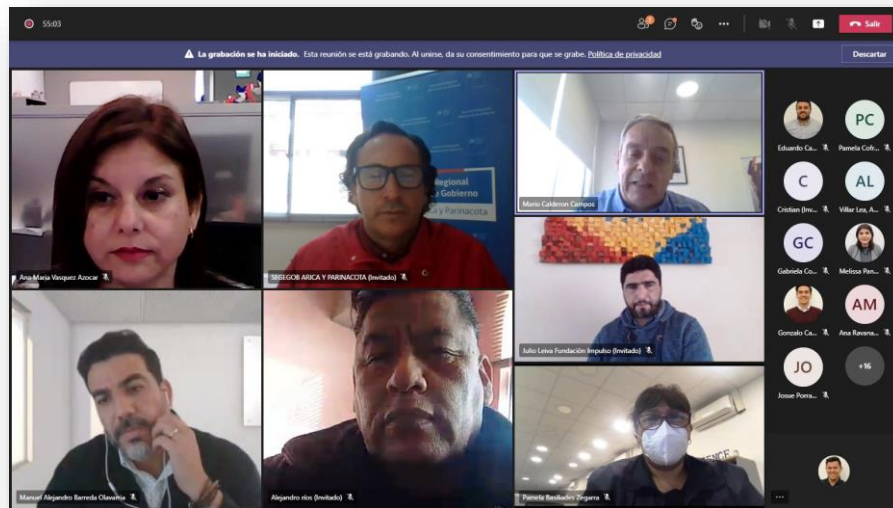 55:03
Salir
La grabación se ha iniciado. Esta reunión se está grabando. Al unirse, da su consentimiento para que se grabe. Política de privacidad
Descartar
Regional
Gobierno
y Parinacota
Ana Maria Vasquez Azocar
SEGEGOB ARICA Y PARINACOTA (Invitado)
Mario Calderon Campos
Julio Leiva Fundación Impulso (Invitado)
Manuel Alejandro Barreda Olavarria
Alejandro ríos (Invitado)
Pamela Basiliades Zegarra
Eduardo Ca...
PC
Pamela Cofr...
C
Cristian (Inv...
AL
Villar Lea, A...
GC
Gabriela Co...
Melissa Pan...
Gonzalo Ca...
AM
Ana Ravana...
JO
Josue Porra...
+16